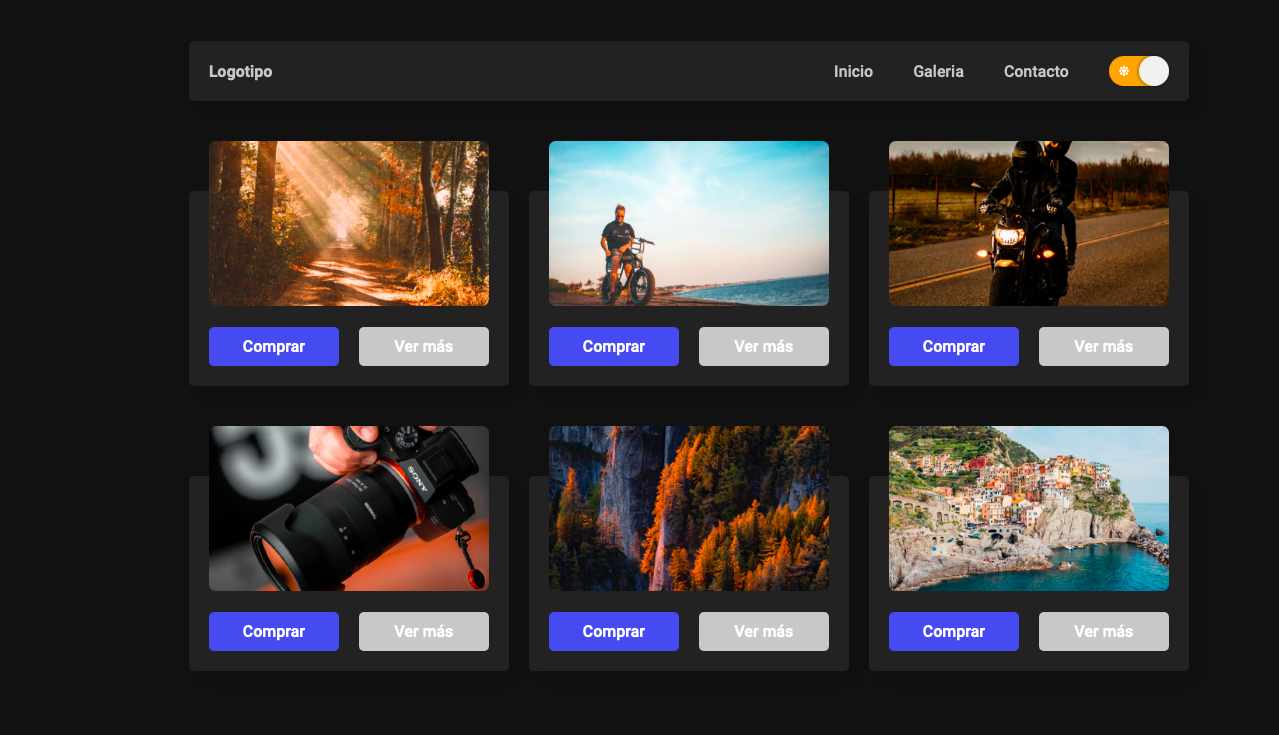 Logotipo
Inicio
Galeria
Contacto
Comprar
Ver más
Comprar
Ver más
Comprar
Ver más
SONY
TAMRON
Comprar
Ver más
Comprar
Ver más
Comprar
Ver más